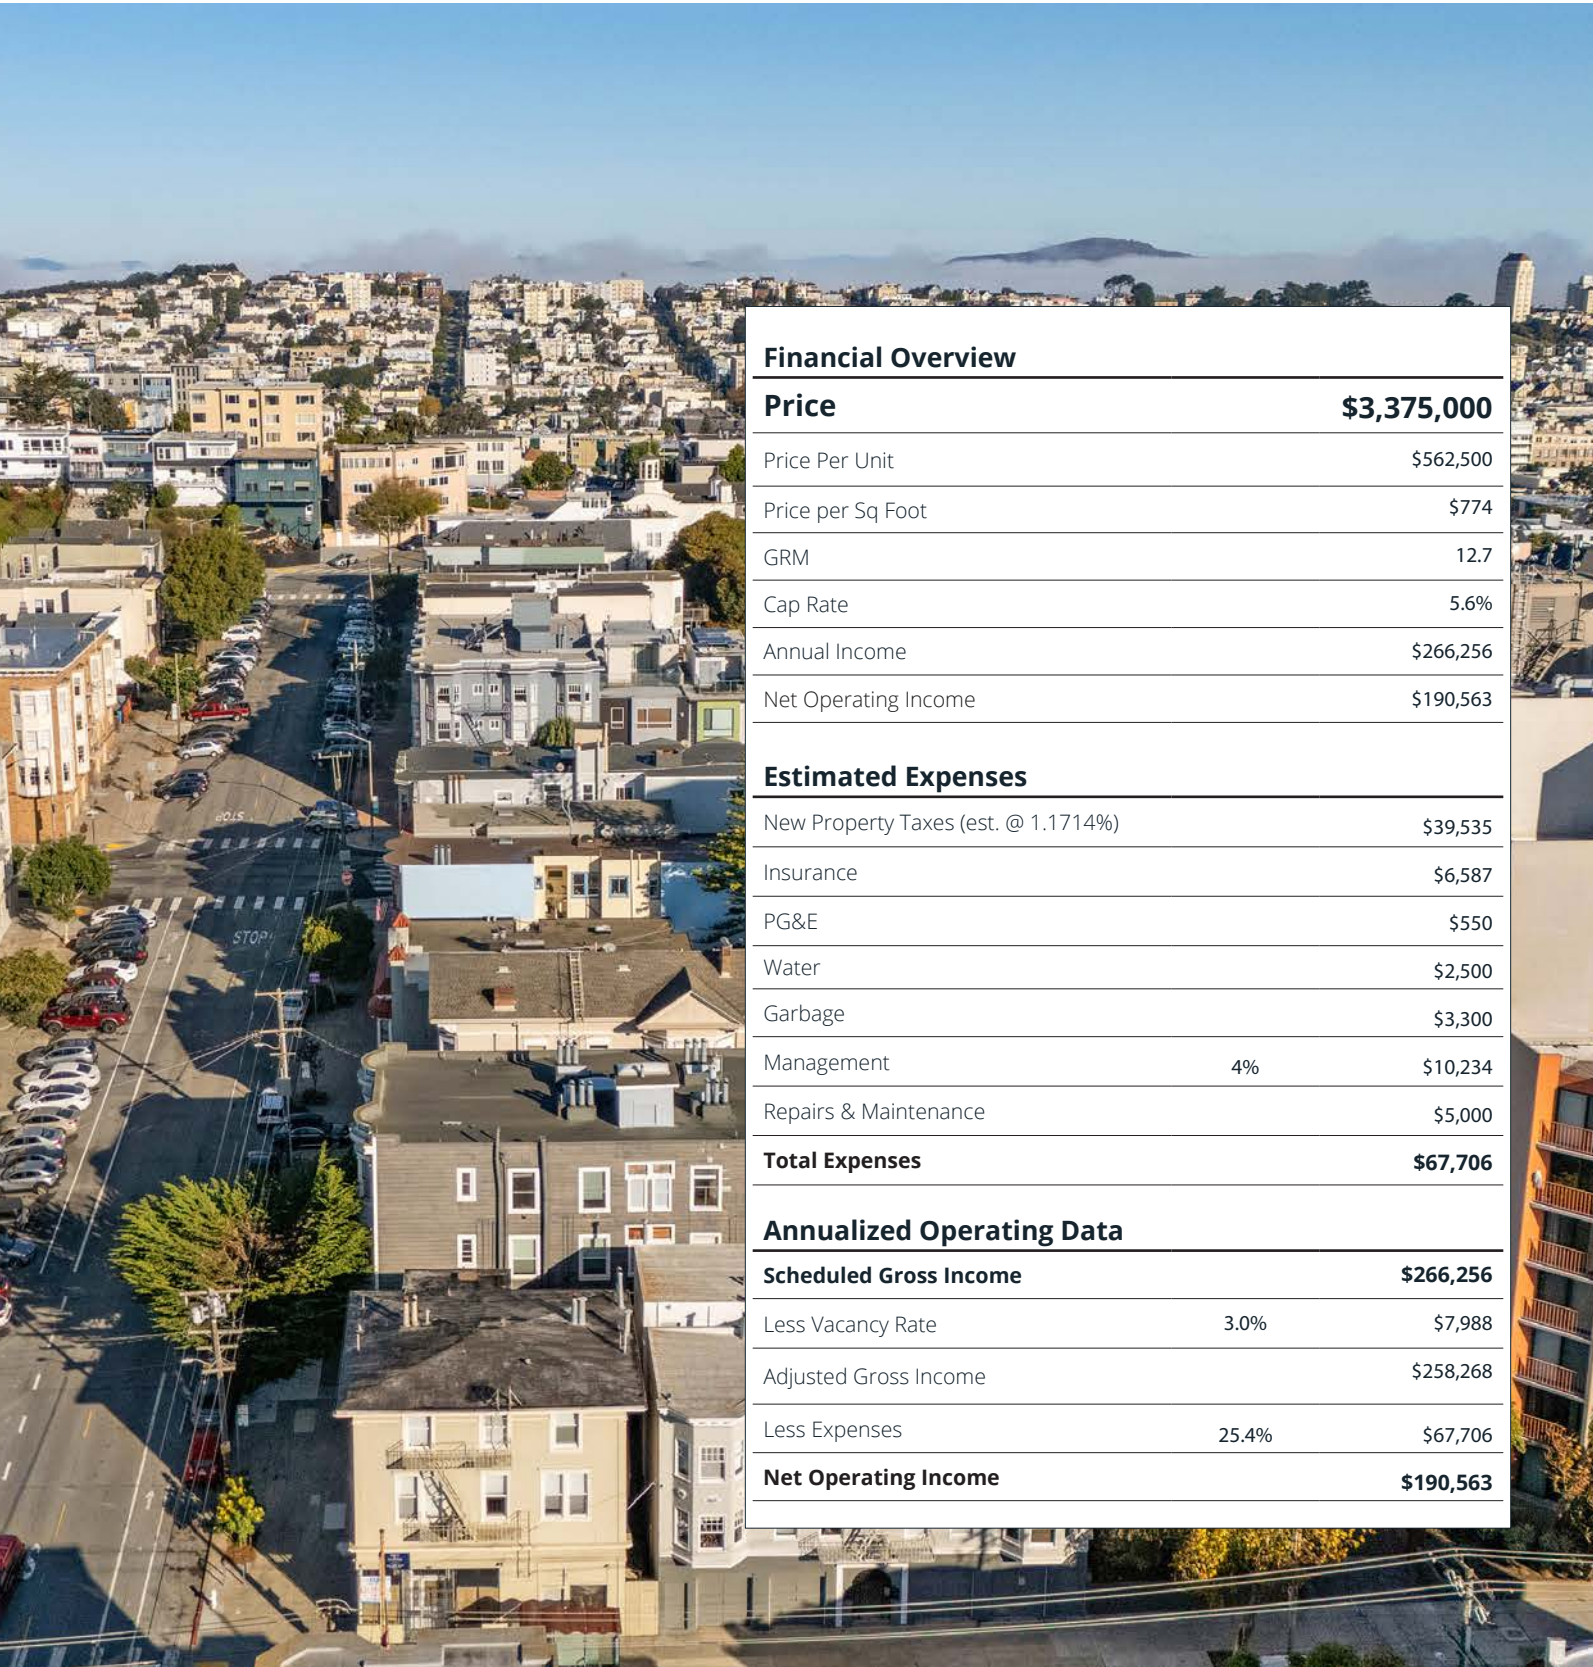 Financial Overview
Price $3,375,000
Price Per Unit $562,500
Price per Sq Foot $774
GRM 12.7
Cap Rate 5.6%
Annual Income $266,256
Net Operating Income $190,563
Estimated Expenses
New Property Taxes (est. @ 1.1714%) $39,535
Insurance $6,587
PG&E $550
Water $2,500
Garbage $3,300
Management 4% $10,234
Repairs & Maintenance $5,000
Total Expenses $67,706
Annualized Operating Data
Scheduled Gross Income $266,256
Less Vacancy Rate 3.0% $7,988
Adjusted Gross Income $258,268
Less Expenses 25.4% $67,706
Net Operating Income $190,563
STOP
STOP